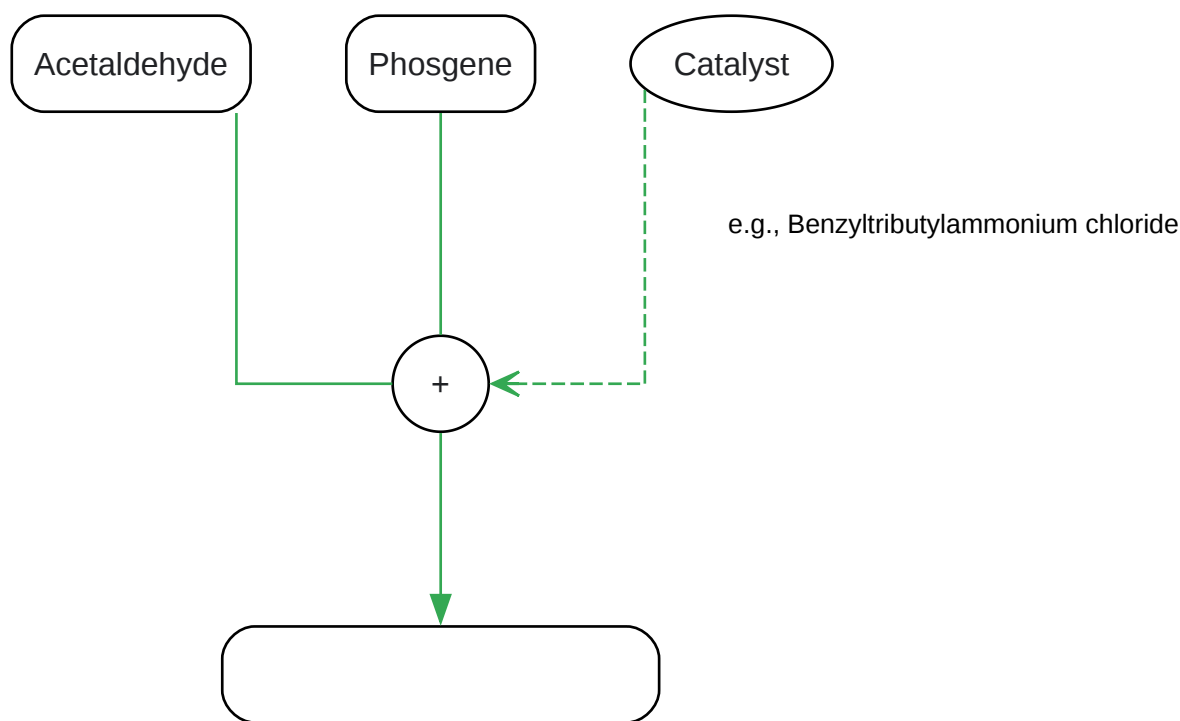 Acetaldehyde
Phosgene
Catalyst
e.g., Benzyltributylammonium chloride
+